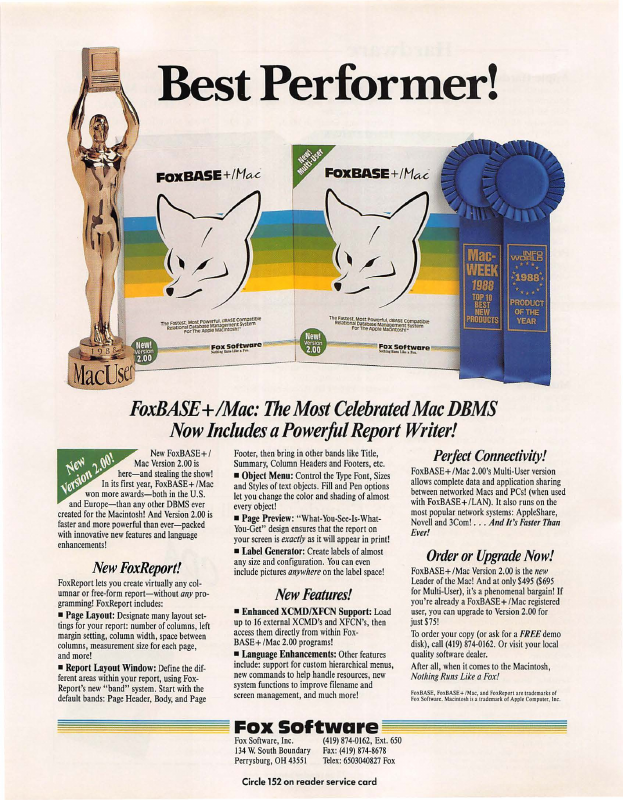 Best Performer!
FoxBASE+/Mac
New!
Multi-User
FoxBASE+/Mac
Mac-
WEEK
1988
TOP 10
BEST
NEW
PRODUCTS
INFO
WORLD
1988
PRODUCT
OF THE
YEAR
The Fastest, Most Powerful, dBASE Compatible
Relational Database Management System
For The Apple Macintosh!
New!
Version
2.00
Fox Software
Nothing Runs Like a Fox.
The Fastest, Most Powerful, dBASE Compatible
Relational Database Management System
For The Apple Macintosh!
New!
Version
2.00
Fox Software
Nothing Runs Like a Fox.
1988
MacUser
FoxBASE+/Mac: The Most Celebrated Mac DBMS
Now Includes a Powerful Report Writer!
New
Version 2.00!
New FoxBASE+/
Mac Version 2.00 is
here—and stealing the show!
In its first year, FoxBASE+/Mac
won more awards—both in the U.S.
and Europe—than any other DBMS ever
created for the Macintosh! And Version 2.00 is
faster and more powerful than ever—packed
with innovative new features and language
enhancements!
New FoxReport!
FoxReport lets you create virtually any col-
umnar or free-form report—without any pro-
gramming! FoxReport includes:
■ Page Layout: Designate many layout set-
tings for your report: number of columns, left
margin setting, column width, space between
columns, measurement size for each page,
and more!
■ Report Layout Window: Define the dif-
ferent areas within your report, using Fox-
Report's new "band" system. Start with the
default bands: Page Header, Body, and Page
Footer, then bring in other bands like Title,
Summary, Column Headers and Footers, etc.
■ Object Menu: Control the Type Font, Sizes
and Styles of text objects. Fill and Pen options
let you change the color and shading of almost
every object!
■ Page Preview: "What-You-See-Is-What-
You-Get" design ensures that the report on
your screen is exactly as it will appear in print!
■ Label Generator: Create labels of almost
any size and configuration. You can even
include pictures anywhere on the label space!
New Features!
■ Enhanced XCMD/XFCN Support: Load
up to 16 external XCMD's and XFCN's, then
access them directly from within Fox-
BASE+/Mac 2.00 programs!
■ Language Enhancements: Other features
include: support for custom hierarchical menus,
new commands to help handle resources, new
system functions to improve filename and
screen management, and much more!
Perfect Connectivity!
FoxBASE+/Mac 2.00's Multi-User version
allows complete data and application sharing
between networked Macs and PCs! (when used
with FoxBASE+/LAN). It also runs on the
most popular network systems: AppleShare,
Novell and 3Com! . . . And It's Faster Than
Ever!
Order or Upgrade Now!
FoxBASE+/Mac Version 2.00 is the new
Leader of the Mac! And at only $495 ($695
for Multi-User), it's a phenomenal bargain! If
you're already a FoxBASE+/Mac registered
user, you can upgrade to Version 2.00 for
just $75!
To order your copy (or ask for a FREE demo
disk), call (419) 874-0162. Or visit your local
quality software dealer.
After all, when it comes to the Macintosh,
Nothing Runs Like a Fox!
FoxBASE, FoxBASE+/Mac, and FoxReport are trademarks of
Fox Software. Macintosh is a trademark of Apple Computer, Inc.
Fox Software
Fox Software, Inc. (419) 874-0162, Ext. 650
134 W. South Boundary Fax: (419) 874-8678
Perrysburg, OH 43551 Telex: 6503040827 Fox
Circle 152 on reader service card